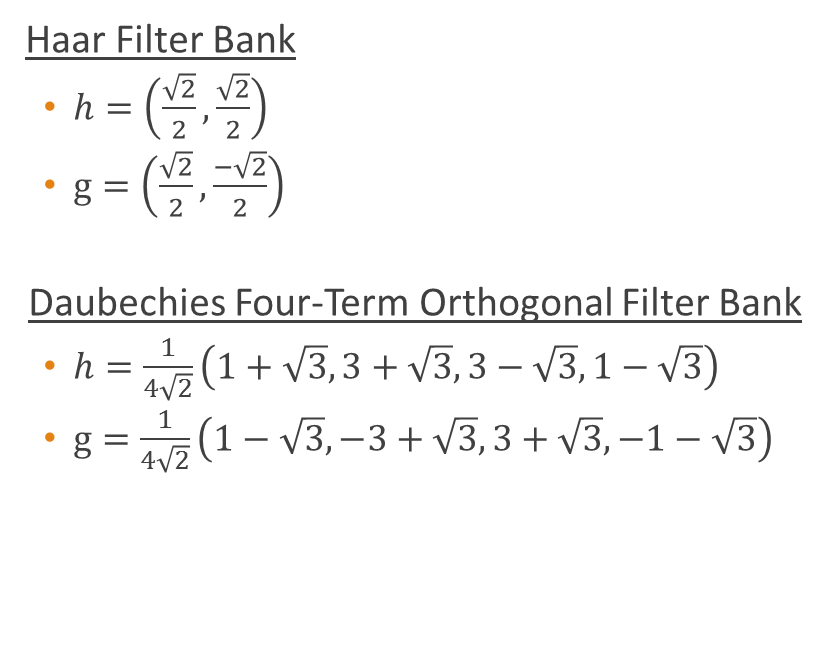 Haar Filter Bank
• h = (√2/2, √2/2)
• g = (√2/2, −√2/2)
Daubechies Four-Term Orthogonal Filter Bank
• h = 1/4√2 (1 + √3, 3 + √3, 3 − √3, 1 − √3)
• g = 1/4√2 (1 − √3, −3 + √3, 3 + √3, −1 − √3)